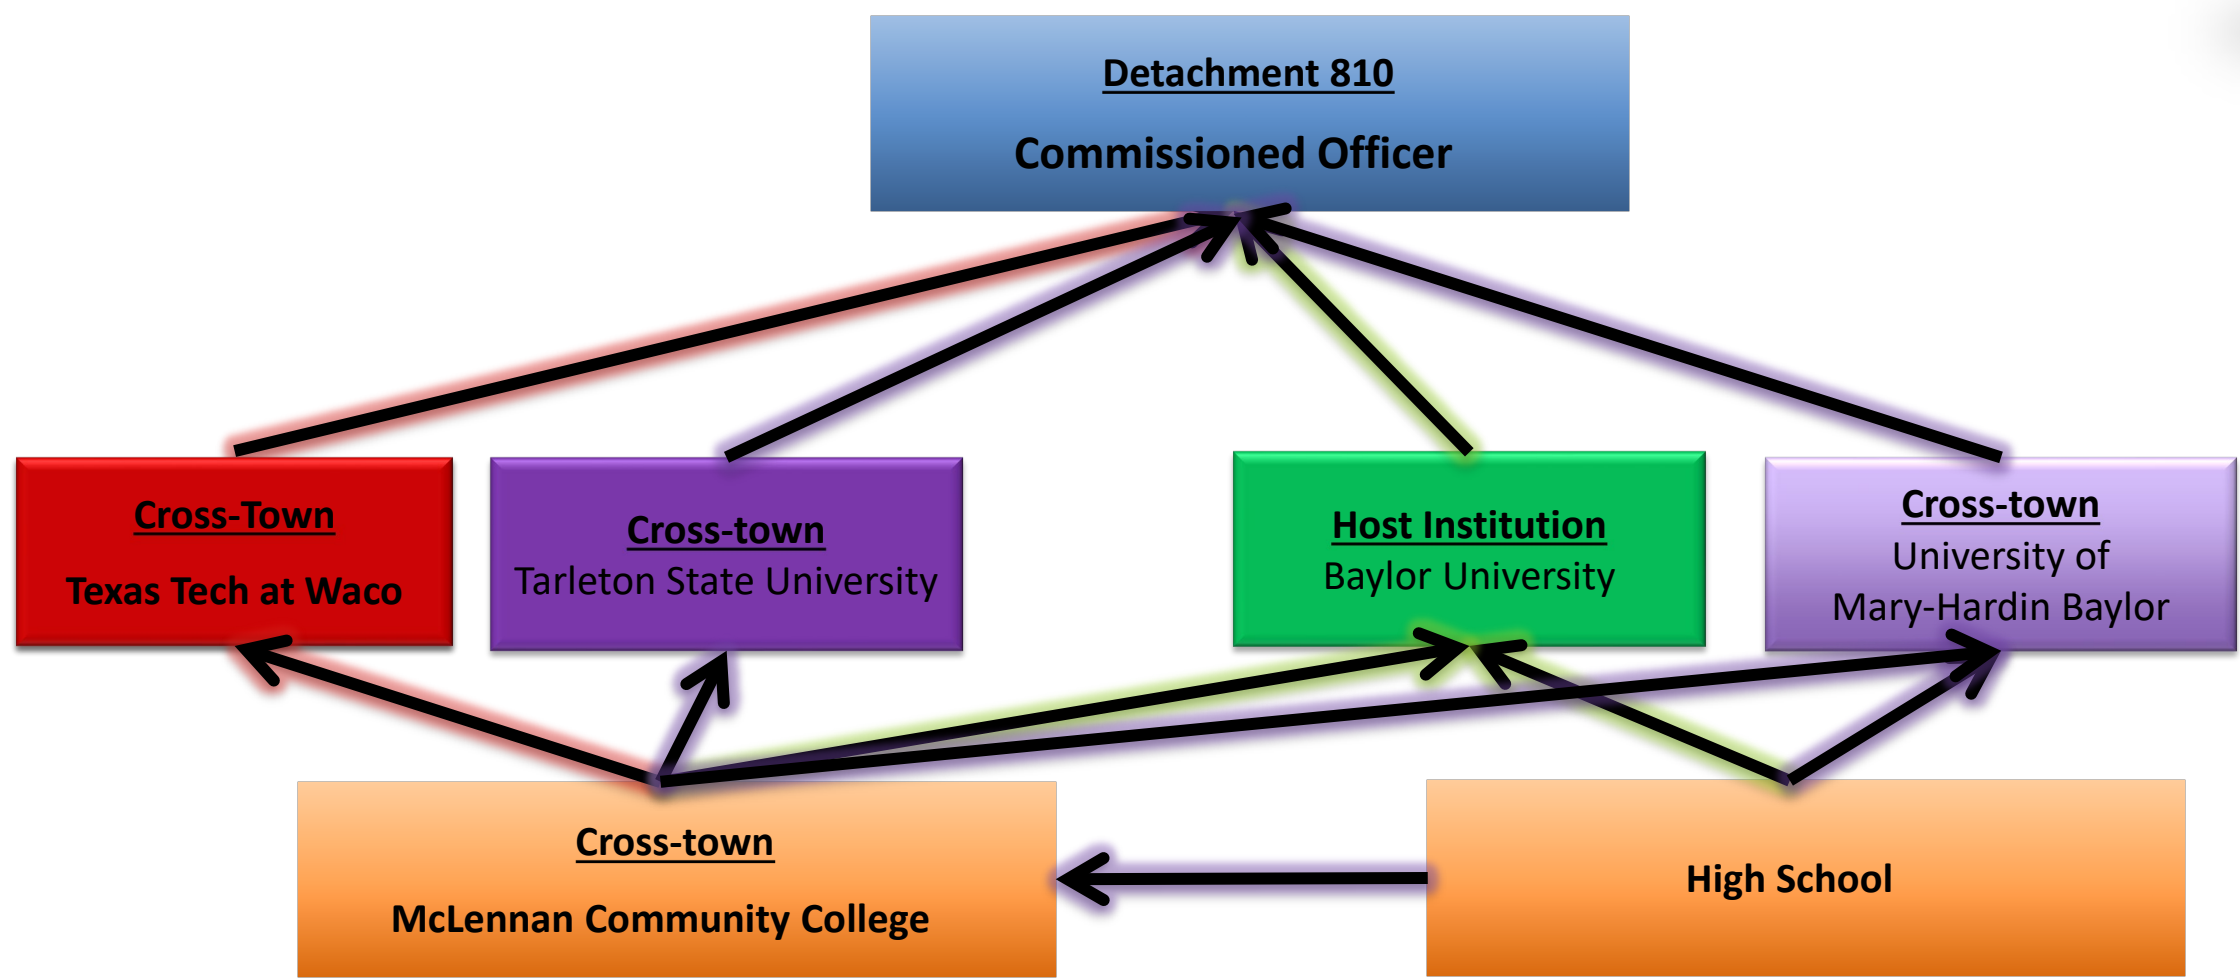 Detachment 810
Commissioned Officer
Cross-Town
Texas Tech at Waco
Cross-town
Tarleton State University
Host Institution
Baylor University
Cross-town
University of
Mary-Hardin Baylor
Cross-town
McLennan Community College
High School